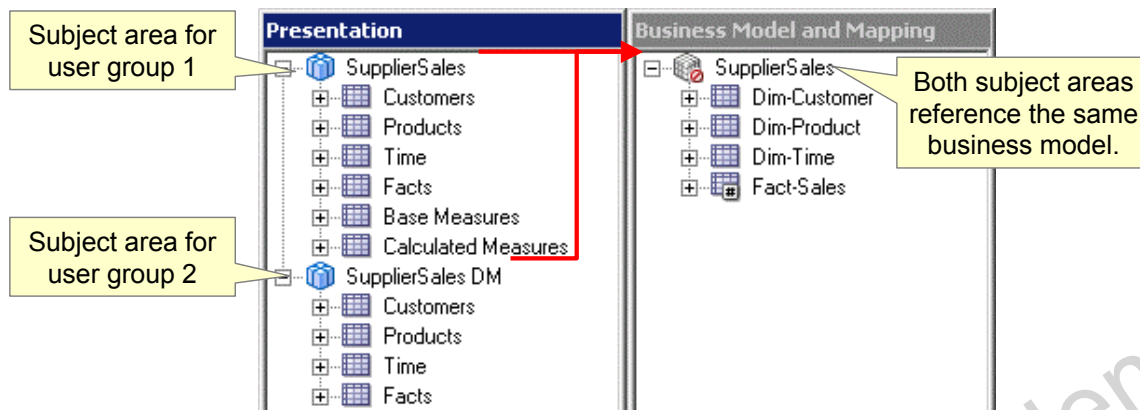 Subject area for
user group 1
Subject area for
user group 2
Presentation
SupplierSales
Customers
Products
Time
Facts
Base Measures
Calculated Measures
SupplierSales DM
Customers
Products
Time
Facts
Business Model and Mapping
SupplierSales
Dim-Customer
Dim-Product
Dim-Time
Fact-Sales
Both subject areas
reference the same
business model.